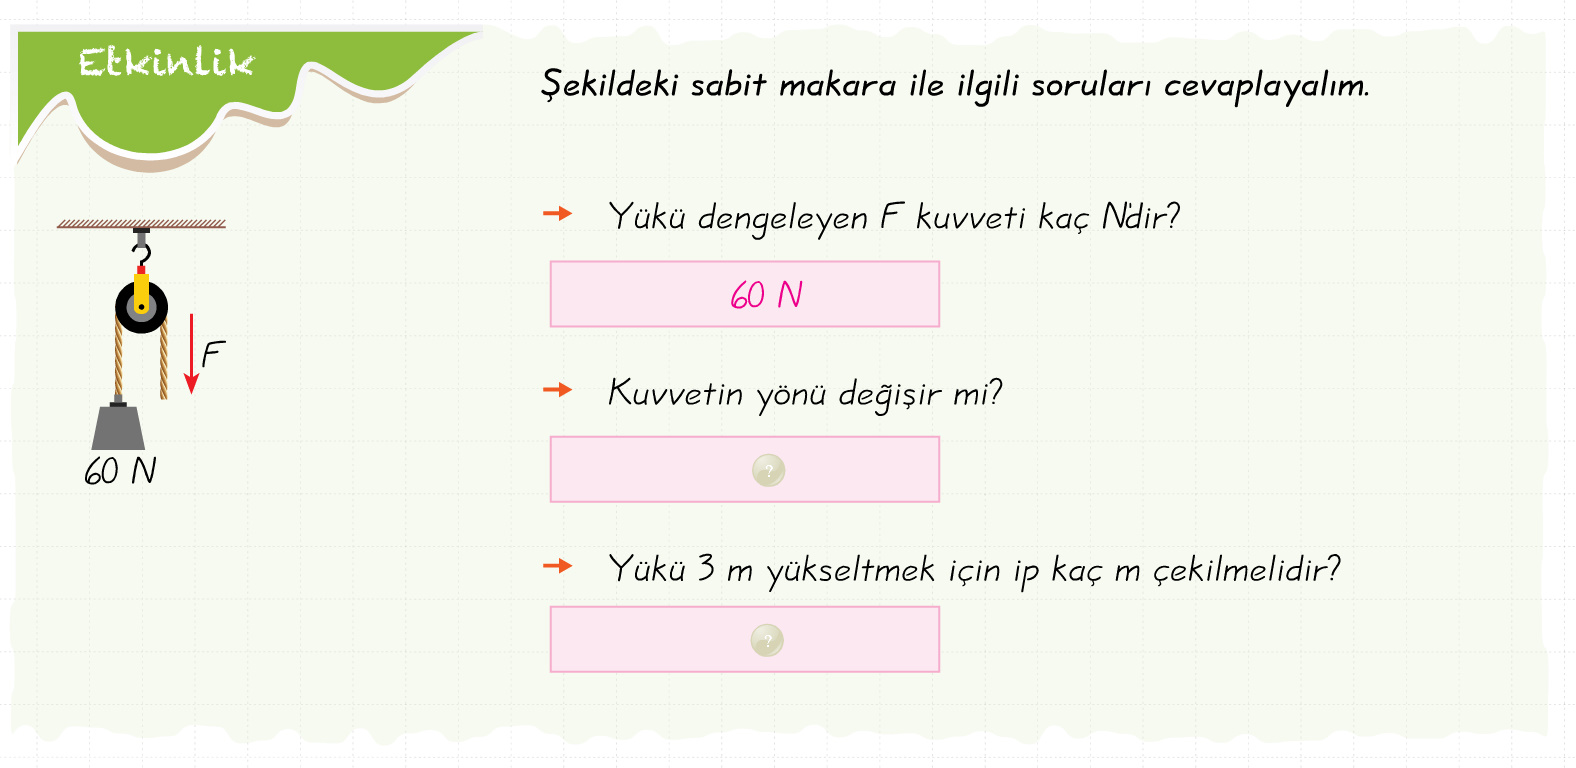 Etkinlik
Şekildeki sabit makara ile ilgili soruları cevaplayalım.
Yükü dengeleyen F kuvveti kaç N'dir?
60 N
F
60 N
Kuvvetin yönü değişir mi?
?
Yükü 3 m yükseltmek için ip kaç m çekilmelidir?
?